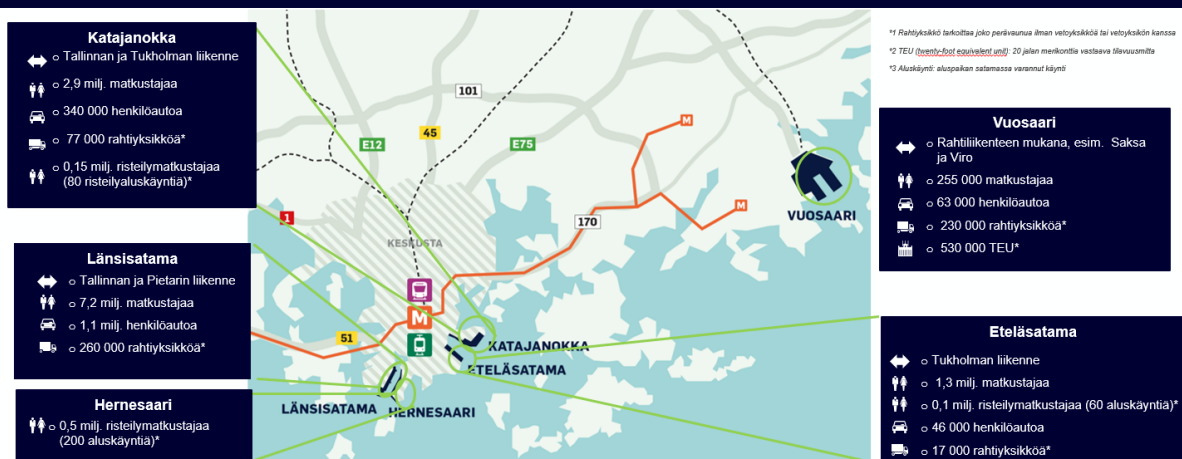 Katajanokka
o Tallinnan ja Tukholman liikenne
o 2,9 milj. matkustajaa
o 340 000 henkilöautoa
o 77 000 rahtiyksikköä*
o 0,15 milj. risteilymatkustajaa
(80 risteilyaluskäyntiä)*
Länsisatama
o Tallinnan ja Pietarin liikenne
o 7,2 milj. matkustajaa
o 1,1 milj. henkilöautoa
o 260 000 rahtiyksikköä*
Hernesaari
o 0,5 milj. risteilymatkustajaa
(200 aluskäyntiä)*
101
45
E12
E75
M
M
1
170
KESKUSTA
VUOSAARI
M
51
KATAJANOKKA
ETELÄSATAMA
LÄNSISATAMA
HERNESAARI
*1 Rahtiyksikkö tarkoittaa joko perävaunua ilman vetoyksikköä tai vetoyksikön kanssa
*2 TEU (twenty-foot equivalent unit): 20 jalan merikonttia vastaava tilavuusmitta
*3 Aluskäynti: aluspaikan satamassa varannut käynti
Vuosaari
o Rahtiliikenteen mukana, esim. Saksa
ja Viro
o 255 000 matkustajaa
o 63 000 henkilöautoa
o 230 000 rahtiyksikköä*
o 530 000 TEU*
Eteläsatama
o Tukholman liikenne
o 1,3 milj. matkustajaa
o 0,1 milj. risteilymatkustajaa (60 aluskäyntiä)*
o 46 000 henkilöautoa
o 17 000 rahtiyksikköä*